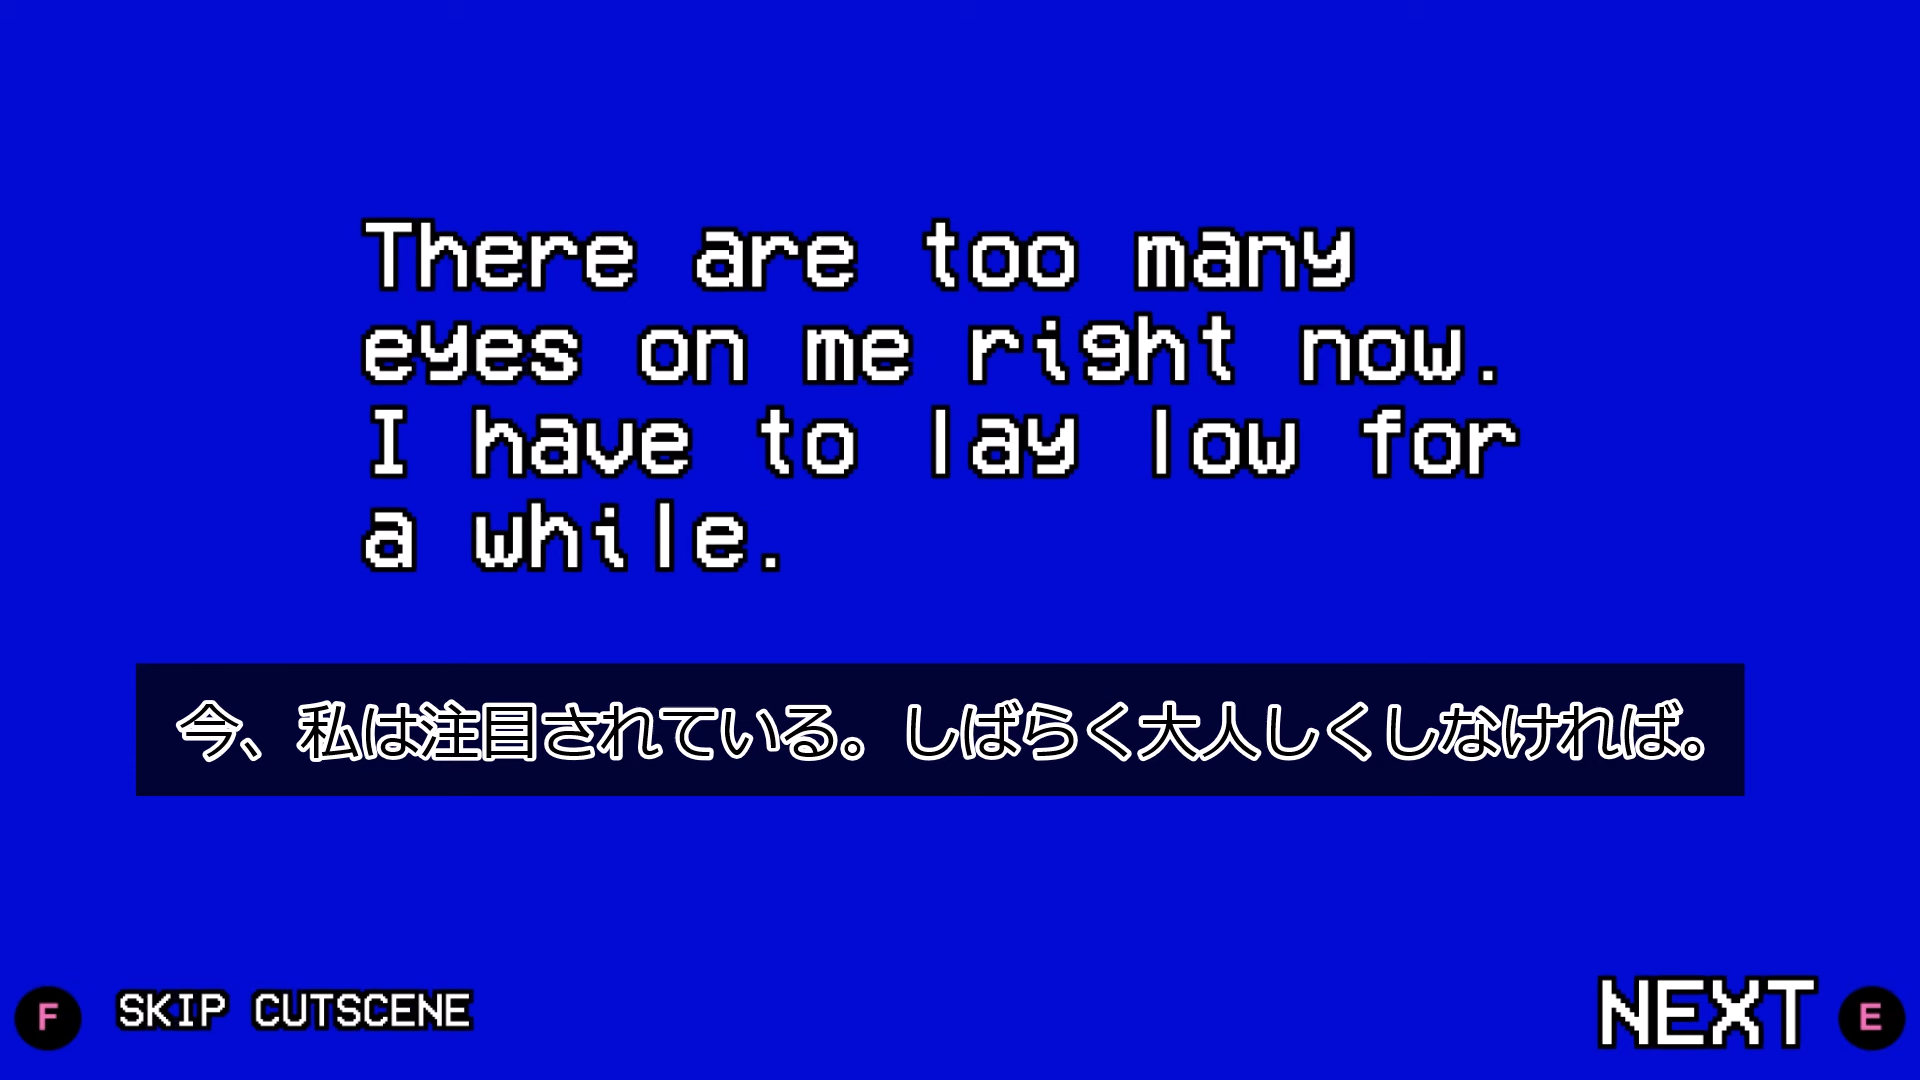 There are too many
eyes on me right now.
I have to lay low for
a while.
今、私は注目されている。しばらく大人しくしなければ。
F SKIP CUTSCENE
NEXT E